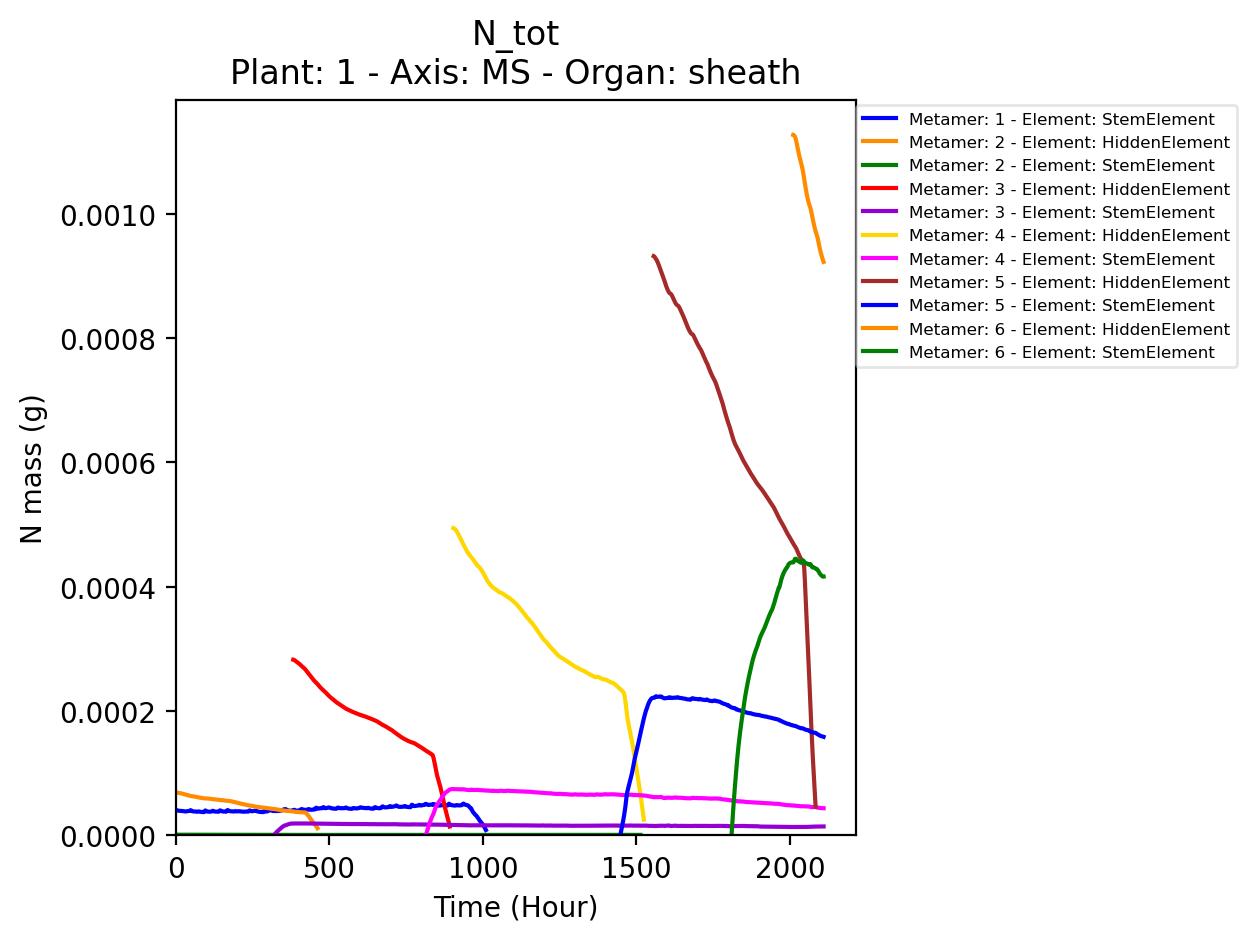 N_tot
Plant: 1 - Axis: MS - Organ: sheath
Metamer: 1 - Element: StemElement
Metamer: 2 - Element: HiddenElement
Metamer: 2 - Element: StemElement
Metamer: 3 - Element: HiddenElement
Metamer: 3 - Element: StemElement
Metamer: 4 - Element: HiddenElement
Metamer: 4 - Element: StemElement
Metamer: 5 - Element: HiddenElement
Metamer: 5 - Element: StemElement
Metamer: 6 - Element: HiddenElement
Metamer: 6 - Element: StemElement
N mass (g)
0.0010
0.0008
0.0006
0.0004
0.0002
0.0000
0 500 1000 1500 2000
Time (Hour)